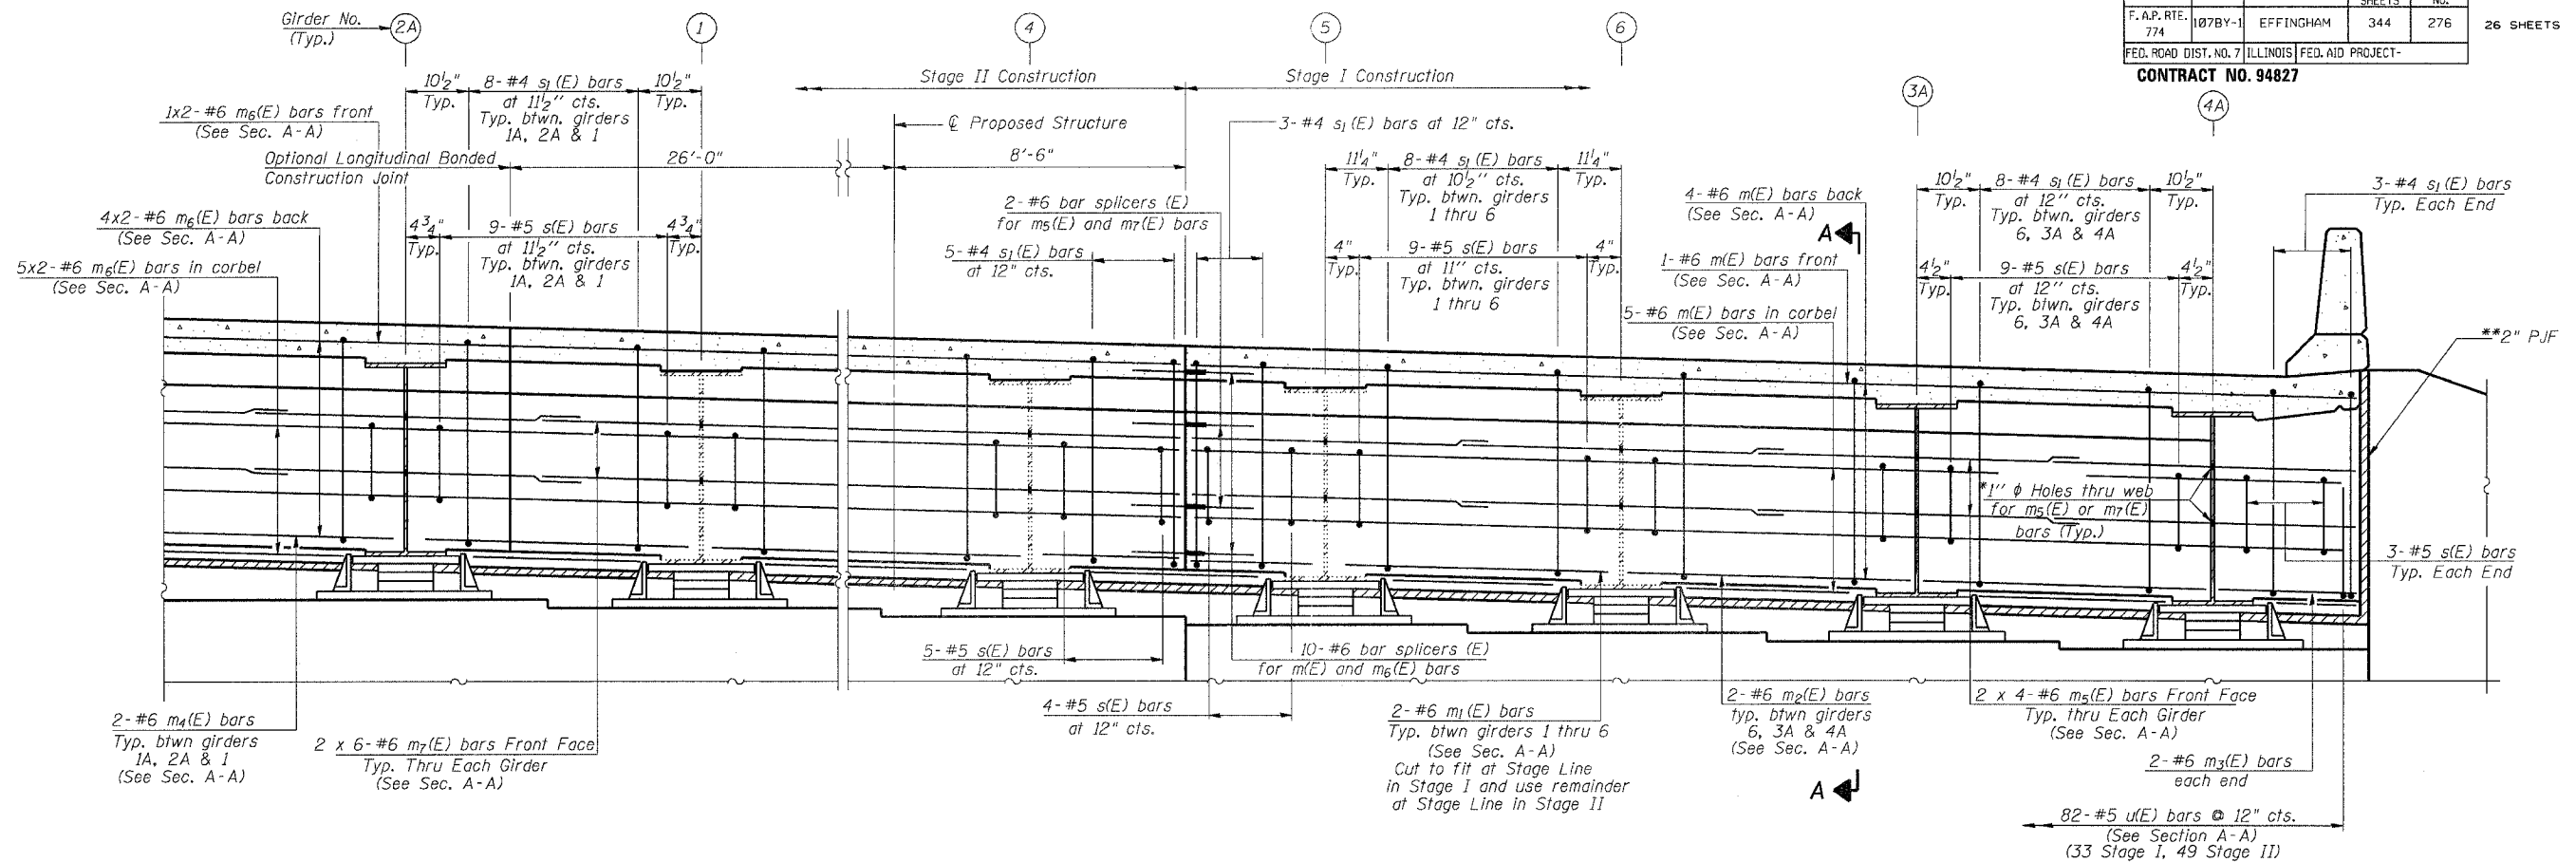 SHEETS NO.
F.A.P. RTE. 774 107BY-1 EFFINGHAM 344 276
26 SHEETS
FED. ROAD DIST. NO. 7 ILLINOIS FED. AID PROJECT-
CONTRACT NO. 94827
Girder No.
(Typ.)
2A
1
4
5
6
3A
4A
Stage II Construction
Stage I Construction
10½"
Typ.
8-#4 s₁(E) bars
at 11½" cts.
Typ. btwn. girders
1A, 2A & 1
10½"
Typ.
1x2-#6 m₆(E) bars front
(See Sec. A-A)
℄ Proposed Structure
3-#4 s₁(E) bars at 12" cts.
Optional Longitudinal Bonded
Construction Joint
26'-0"
8'-6"
11¼"
Typ.
8-#4 s₁(E) bars
at 10½" cts.
Typ. btwn. girders
1 thru 6
11¼"
Typ.
10½"
Typ.
8-#4 s₁(E) bars
at 12" cts.
Typ. btwn. girders
6, 3A & 4A
10½"
Typ.
3-#4 s₁(E) bars
Typ. Each End
4x2-#6 m₆(E) bars back
(See Sec. A-A)
4¾"
Typ.
9-#5 s(E) bars
at 11½" cts.
Typ. btwn. girders
1A, 2A & 1
4¾"
Typ.
2-#6 bar splicers (E)
for m₅(E) and m₇(E) bars
4-#6 m(E) bars back
(See Sec. A-A)
A
5-#4 s₁(E) bars
at 12" cts.
4"
Typ.
9-#5 s(E) bars
at 11" cts.
Typ. btwn. girders
1 thru 6
4"
Typ.
5x2-#6 m₆(E) bars in corbel
(See Sec. A-A)
1-#6 m(E) bars front
(See Sec. A-A)
4½"
Typ.
9-#5 s(E) bars
at 12" cts.
Typ. btwn. girders
6, 3A & 4A
4½"
Typ.
5-#6 m(E) bars in corbel
(See Sec. A-A)
**2" PJF
*1" φ Holes thru web
for m₅(E) or m₇(E)
bars (Typ.)
3-#5 s(E) bars
Typ. Each End
5-#5 s(E) bars
at 12" cts.
10-#6 bar splicers (E)
for m(E) and m₆(E) bars
4-#5 s(E) bars
at 12" cts.
2-#6 m₄(E) bars
Typ. btwn girders
1A, 2A & 1
(See Sec. A-A)
2 x 6-#6 m₇(E) bars Front Face
Typ. Thru Each Girder
(See Sec. A-A)
2-#6 m₁(E) bars
Typ. btwn girders 1 thru 6
(See Sec. A-A)
Cut to fit at Stage Line
in Stage I and use remainder
at Stage Line in Stage II
2-#6 m₂(E) bars
typ. btwn girders
6, 3A & 4A
(See Sec. A-A)
A
2 x 4-#6 m₅(E) bars Front Face
Typ. thru Each Girder
(See Sec. A-A)
2-#6 m₃(E) bars
each end
82-#5 u(E) bars @ 12" cts.
(See Section A-A)
(33 Stage I, 49 Stage II)